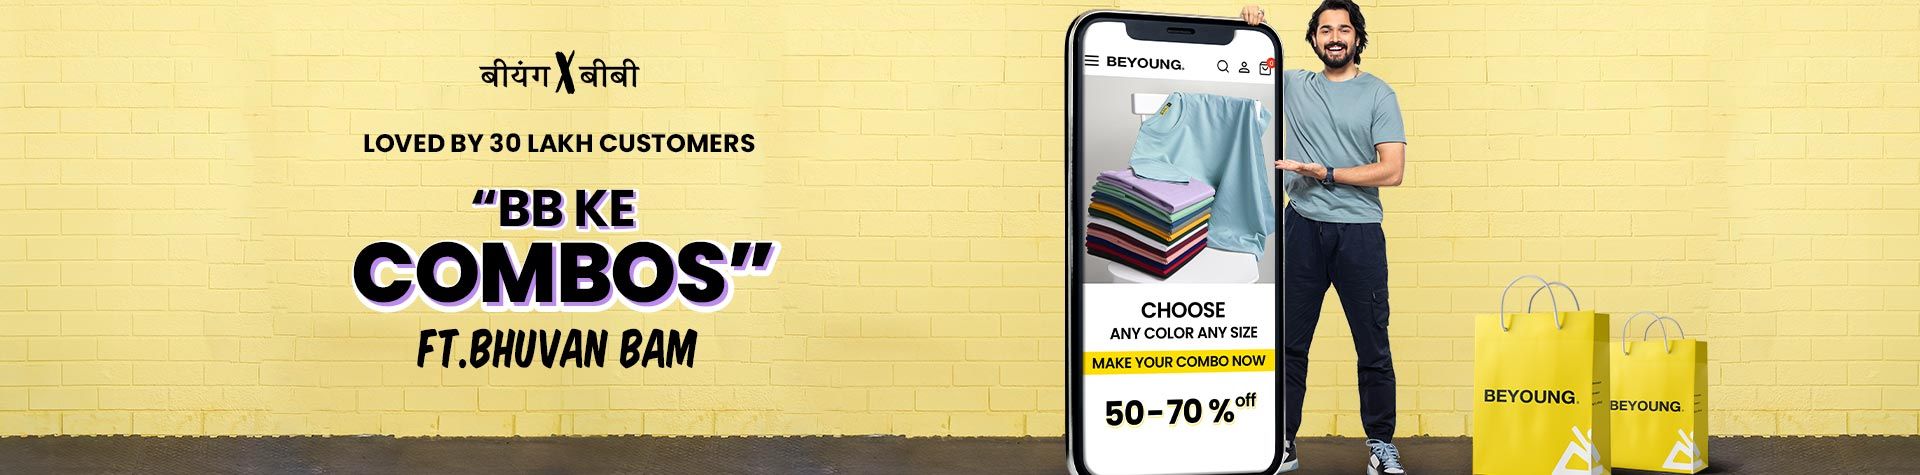 बीयंग X बीबी
LOVED BY 30 LAKH CUSTOMERS
“BB KE
COMBOS”
FT.BHUVAN BAM
BEYOUNG.
0
CHOOSE
ANY COLOR ANY SIZE
MAKE YOUR COMBO NOW
50-70 % off
BEYOUNG.
BEYOUNG.